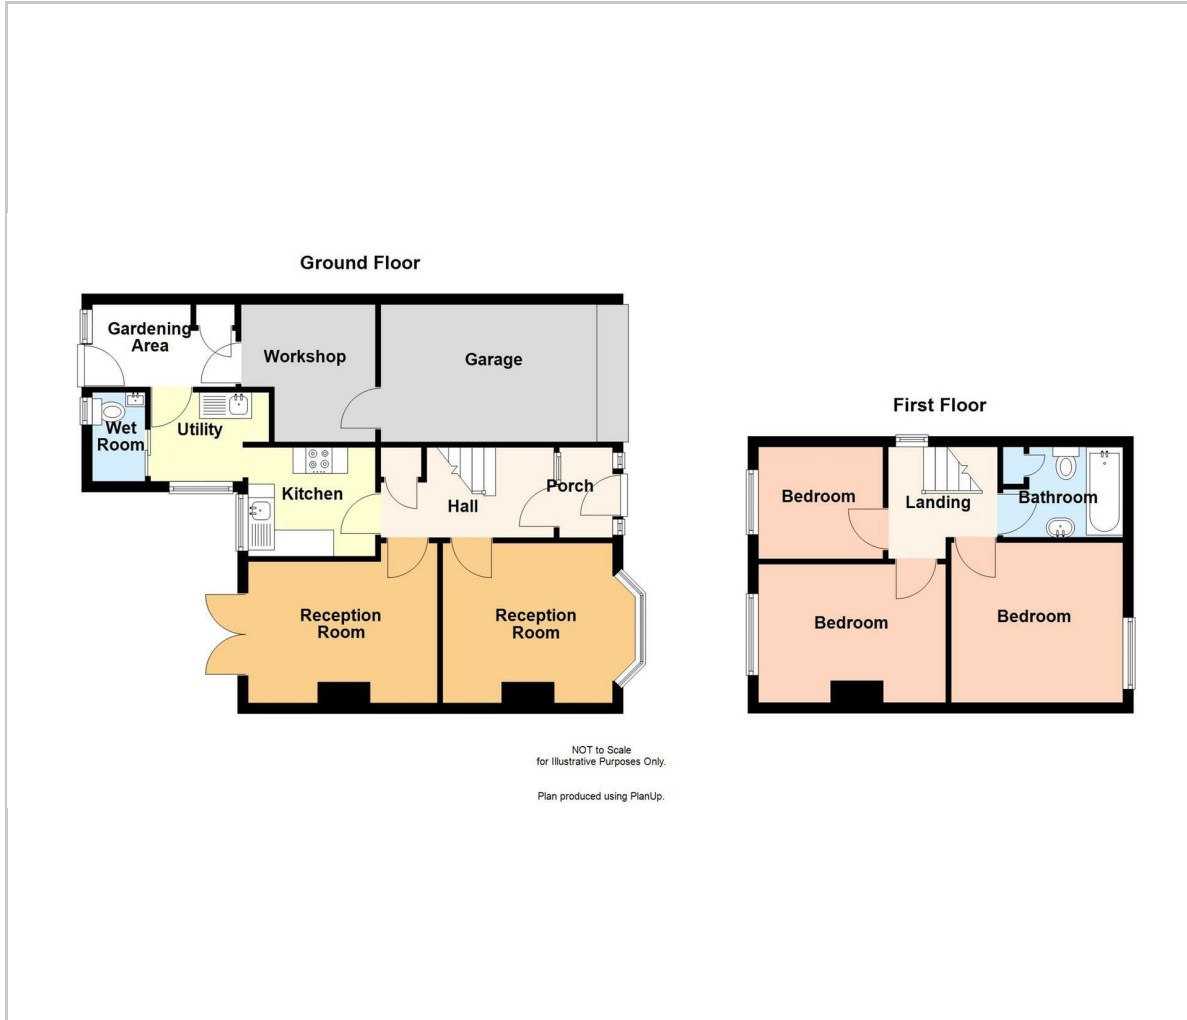 Ground Floor
Gardening
Area
Workshop
Garage
Wet
Room
Utility
Kitchen
Hall
Porch
Reception
Room
Reception
Room
First Floor
Bedroom
Landing
Bathroom
Bedroom
Bedroom
NOT to Scale
for Illustrative Purposes Only.
Plan produced using PlanUp.